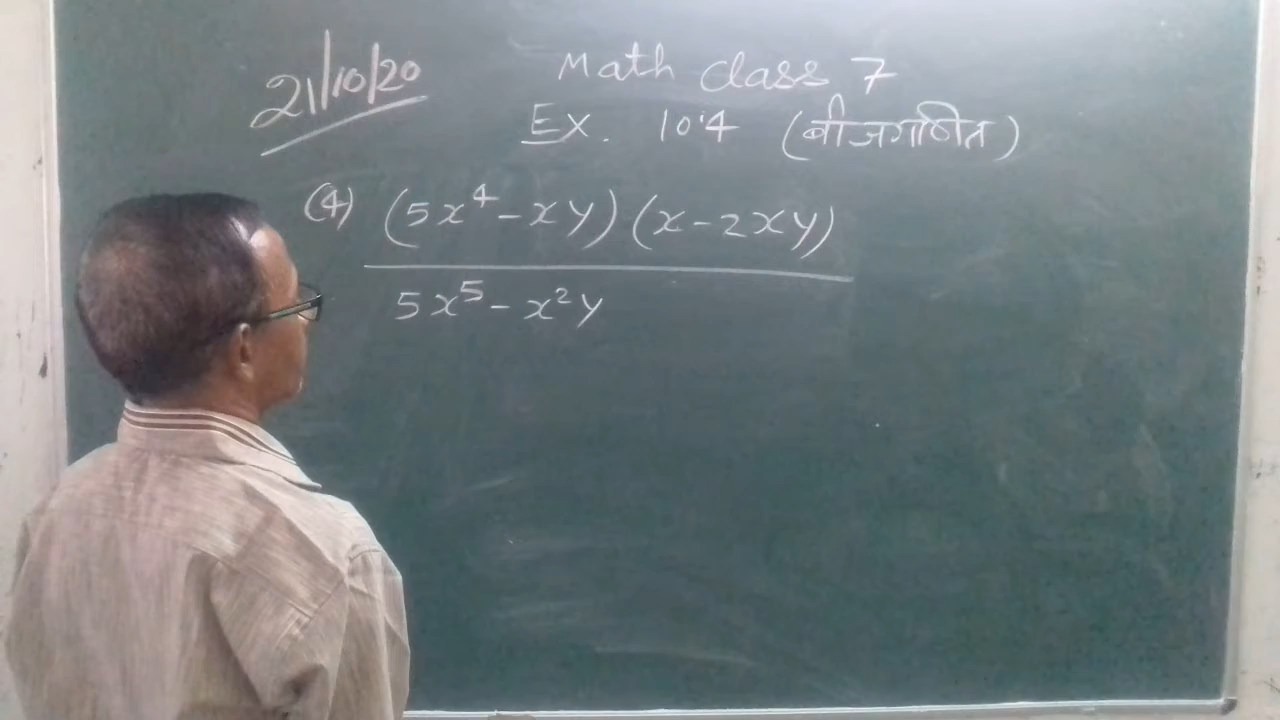 21/10/20
Math Class 7
Ex. 10.4 (बीजगणित)
(4) (5x⁴-xy)(x-2xy)
5x⁵-x²y